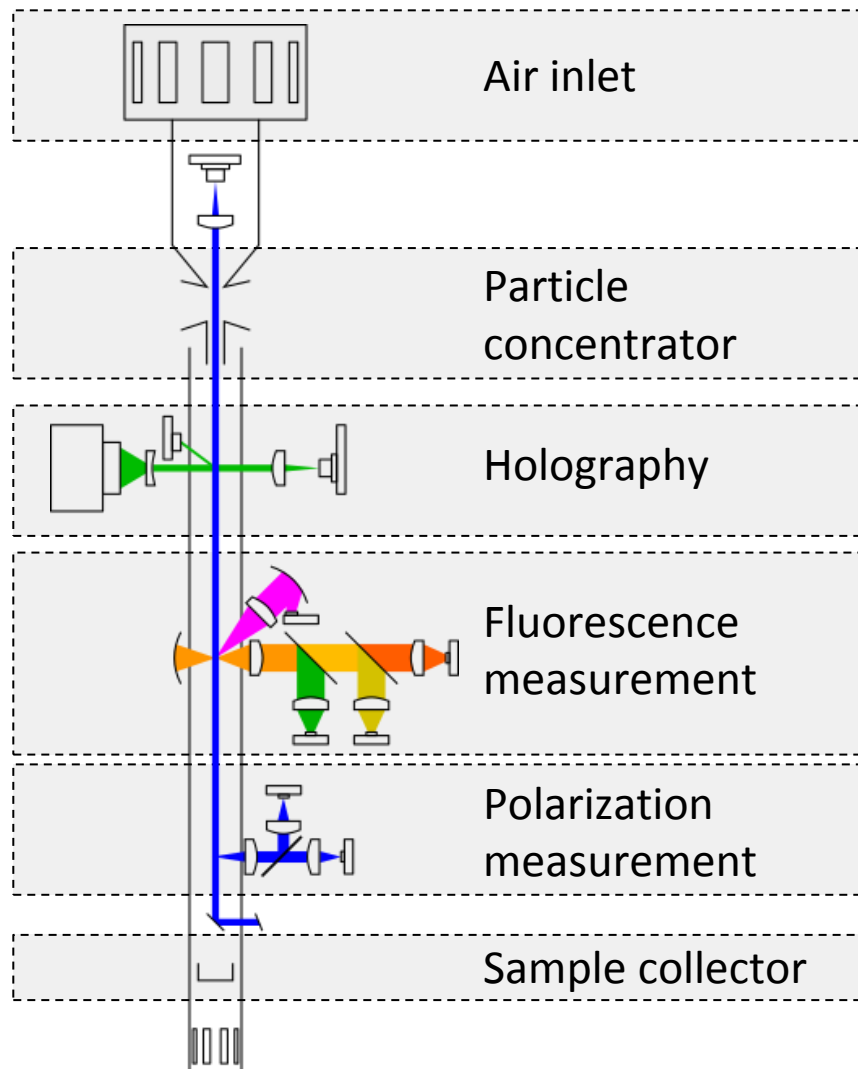 Air inlet
Particle
concentrator
Holography
Fluorescence
measurement
Polarization
measurement
Sample collector